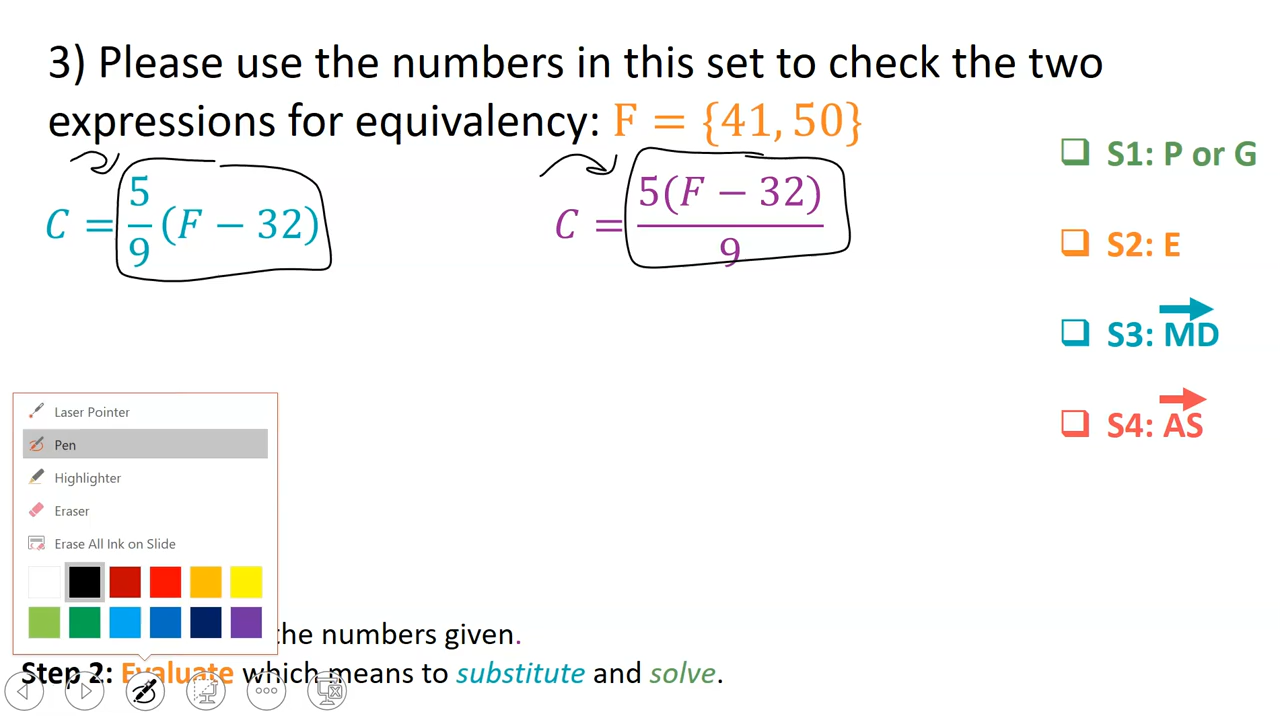 3) Please use the numbers in this set to check the two
expressions for equivalency: F = {41, 50}
C = 5/9 (F − 32)
C = 5(F − 32)/9
S1: P or G
S2: E
S3: MD
S4: AS
Laser Pointer
Pen
Highlighter
Eraser
Erase All Ink on Slide
the numbers given.
Step 2: Evaluate which means to substitute and solve.